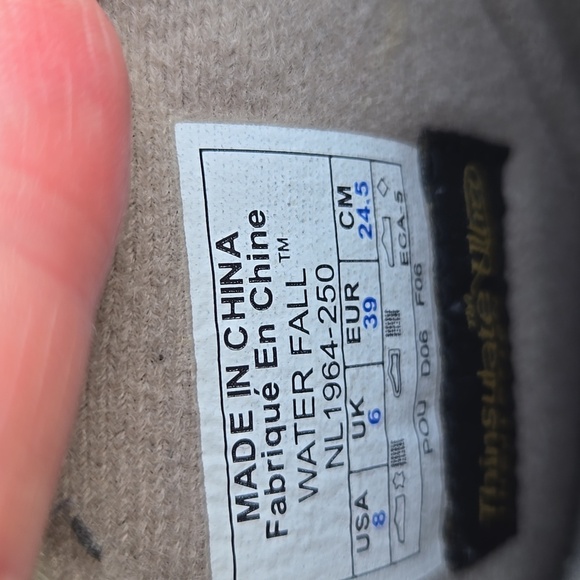 MADE IN CHINA
Fabriqué En Chine
WATER FALL™
NL1964-250
USA UK EUR CM
8 6 39 24.5
ECA-5
POU D06 F06
Thinsulate Ultra